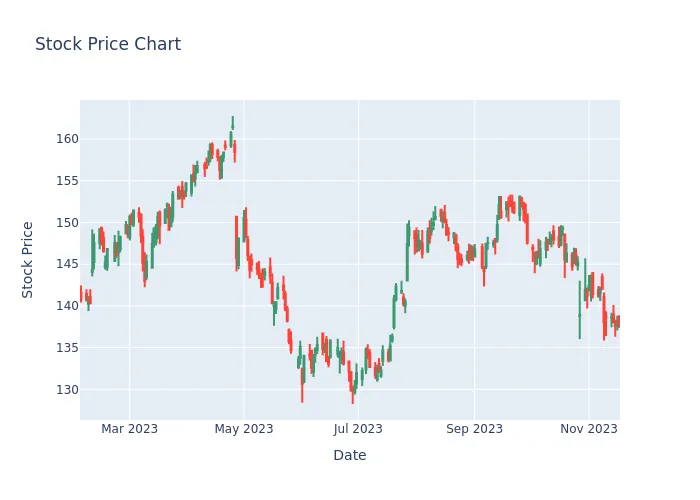 Stock Price Chart
160
155
150
145
140
135
130
Stock Price
Mar 2023
May 2023
Jul 2023
Sep 2023
Nov 2023
Date